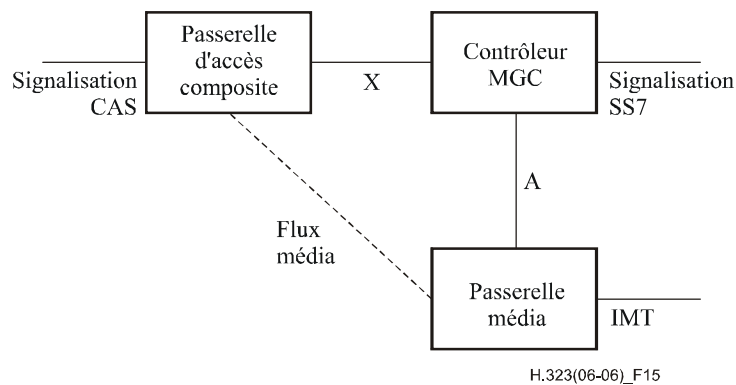 Passerelle
d'accès
composite
Contrôleur
MGC
Signalisation
CAS
X
Signalisation
SS7
A
Flux
média
Passerelle
média
IMT
H.323(06-06)_F15